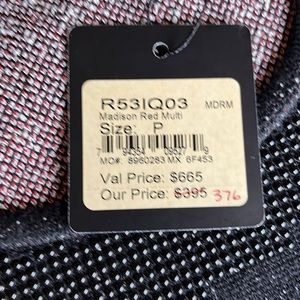 R53IQ03 MDRM
Madison Red Multi
Size: P
MO#: 8960283 MX 6F453
Val Price: $665
Our Price: $395 376